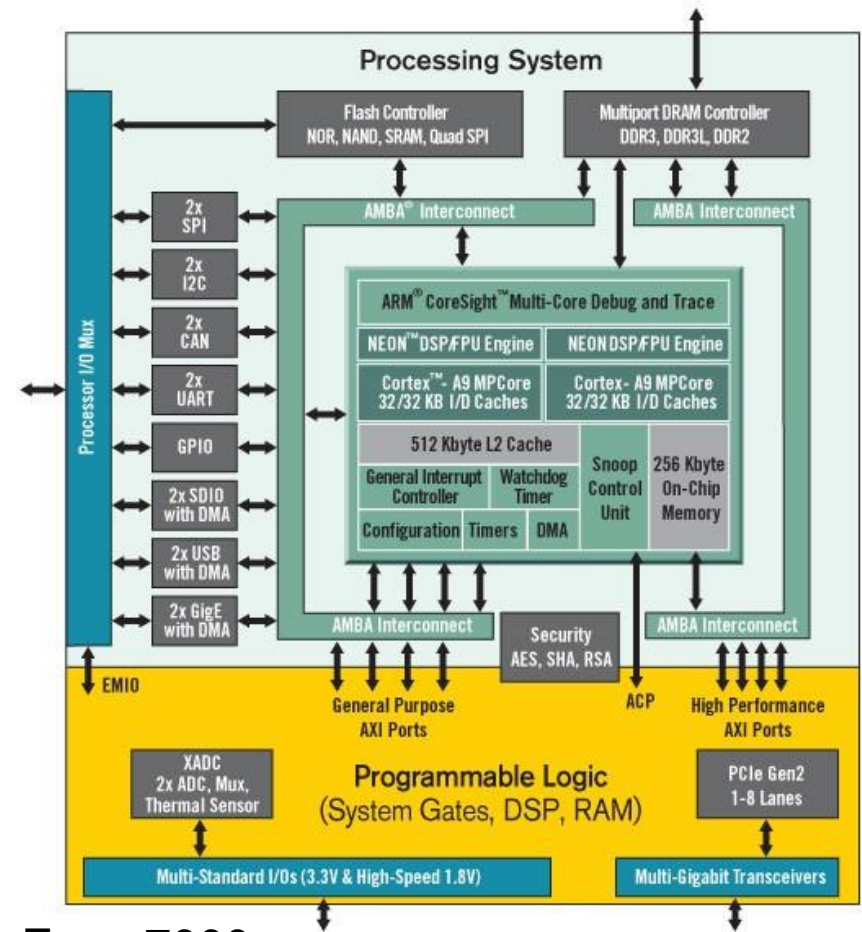 Processing System
Flash Controller
NOR, NAND, SRAM, Quad SPI
Multiport DRAM Controller
DDR3, DDR3L, DDR2
AMBA® Interconnect
AMBA Interconnect
Processor I/O Mux
2x
SPI
2x
I2C
2x
CAN
2x
UART
GPIO
2x SDIO
with DMA
2x USB
with DMA
2x GigE
with DMA
ARM® CoreSight™ Multi-Core Debug and Trace
NEON™ DSP/FPU Engine
NEON DSP/FPU Engine
Cortex™- A9 MPCore
32/32 KB I/D Caches
Cortex- A9 MPCore
32/32 KB I/D Caches
512 Kbyte L2 Cache
General Interrupt
Controller
Watchdog
Timer
Configuration
Timers
DMA
Snoop
Control
Unit
256 Kbyte
On-Chip
Memory
AMBA Interconnect
Security
AES, SHA, RSA
AMBA Interconnect
EMIO
General Purpose
AXI Ports
ACP
High Performance
AXI Ports
XADC
2x ADC, Mux,
Thermal Sensor
Programmable Logic
(System Gates, DSP, RAM)
PCIe Gen2
1-8 Lanes
Multi-Standard I/Os (3.3V & High-Speed 1.8V)
Multi-Gigabit Transceivers